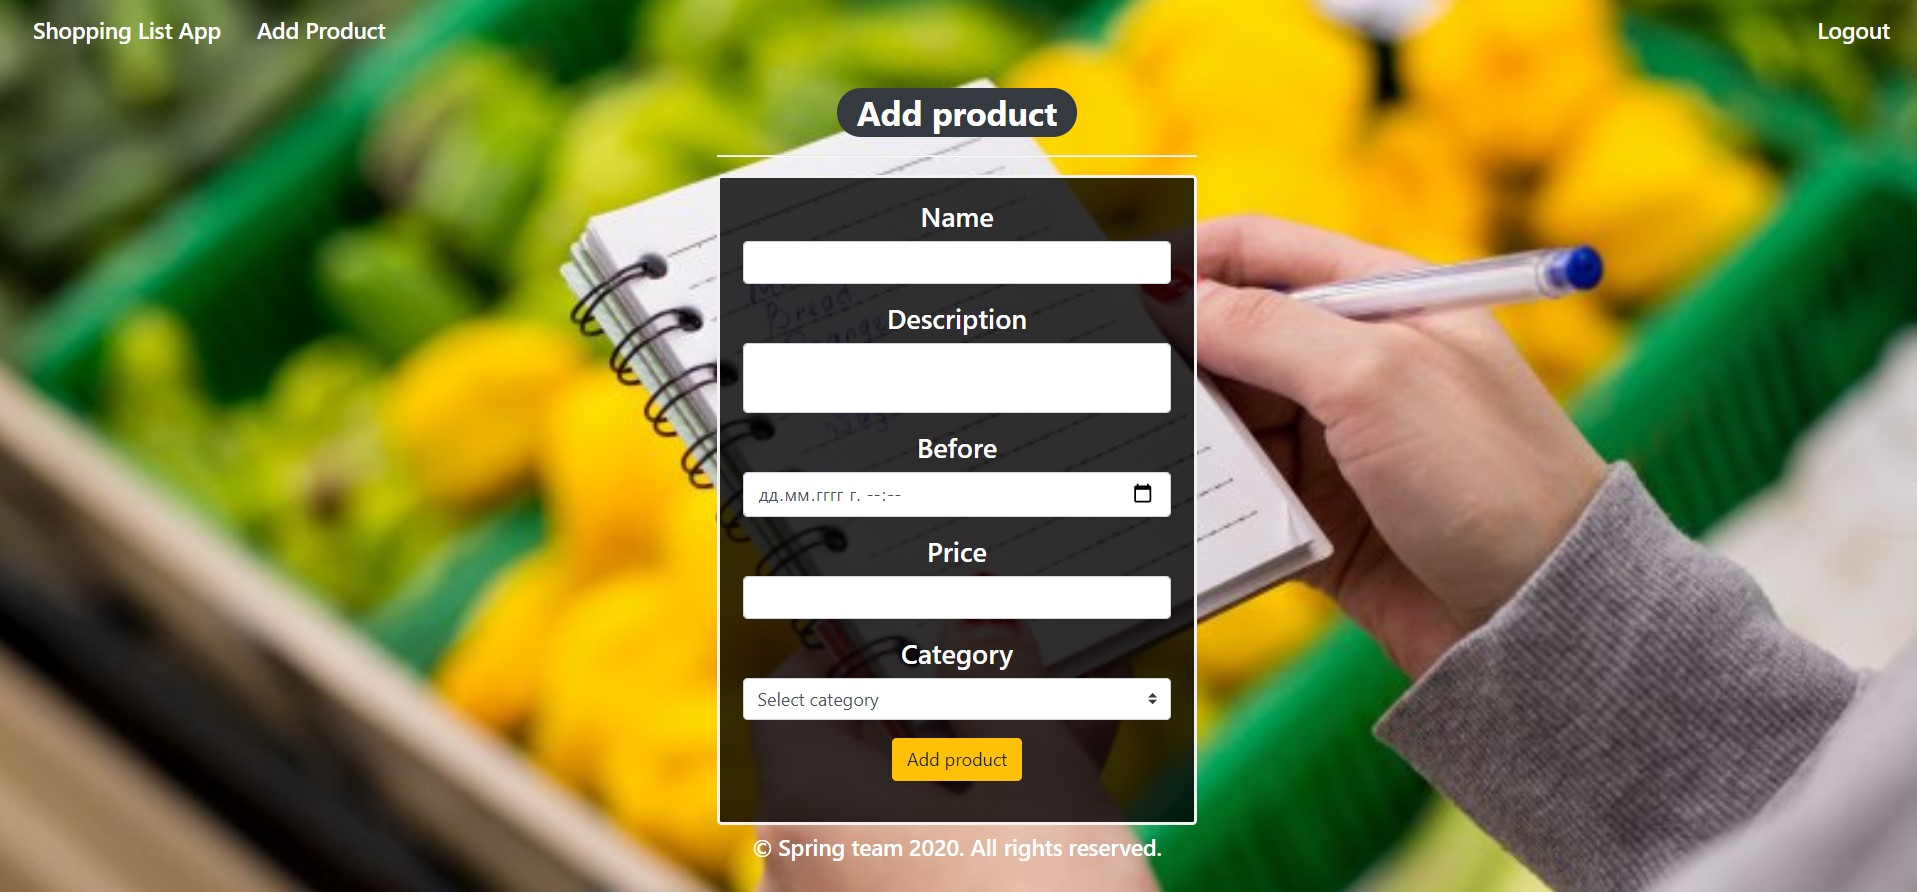 Shopping List App Add Product Logout
Add product
Name
Bread
Description
Before
дд.мм.гггг г. --:--
Price
Category
Select category
Add product
© Spring team 2020. All rights reserved.